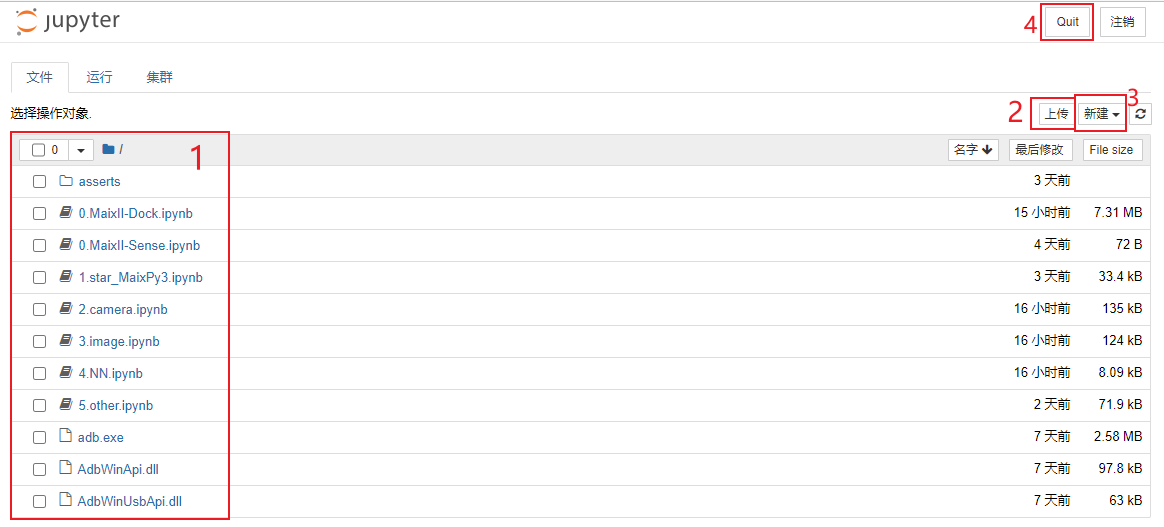 jupyter 4 Quit 注销
文件 运行 集群
选择操作对象. 2 上传 新建 3
0 / 1 名字 最后修改 File size
asserts 3 天前
0.MaixII-Dock.ipynb 15 小时前 7.31 MB
0.MaixII-Sense.ipynb 4 天前 72 B
1.star_MaixPy3.ipynb 3 天前 33.4 kB
2.camera.ipynb 16 小时前 135 kB
3.image.ipynb 16 小时前 124 kB
4.NN.ipynb 16 小时前 8.09 kB
5.other.ipynb 2 天前 71.9 kB
adb.exe 7 天前 2.58 MB
AdbWinApi.dll 7 天前 97.8 kB
AdbWinUsbApi.dll 7 天前 63 kB